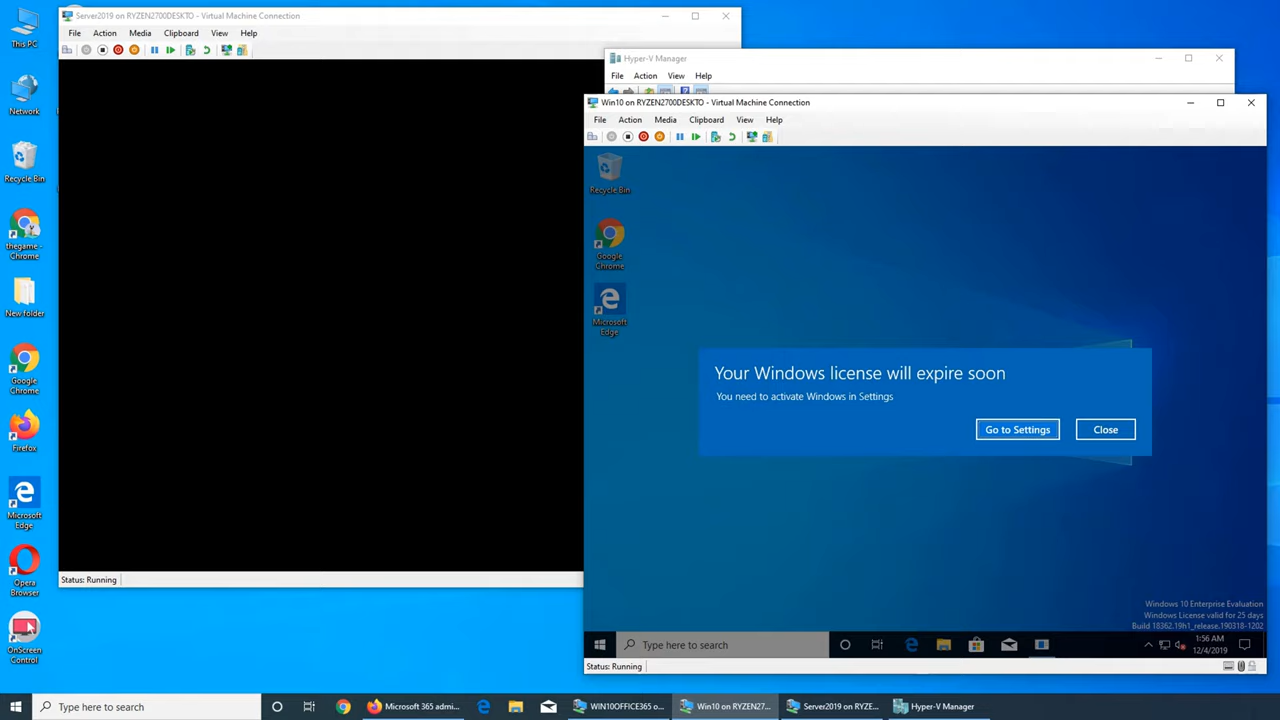 This PC
Network
Recycle Bin
thegame -
Chrome
New folder
Google
Chrome
Firefox
Microsoft
Edge
Opera
Browser
OnScreen
Control
Server2019 on RYZEN2700DESKTO - Virtual Machine Connection
File Action Media Clipboard View Help
Status: Running
Hyper-V Manager
File Action View Help
Win10 on RYZEN2700DESKTO - Virtual Machine Connection
File Action Media Clipboard View Help
Recycle Bin
Google
Chrome
Microsoft
Edge
Your Windows license will expire soon
You need to activate Windows in Settings
Go to Settings Close
Windows 10 Enterprise Evaluation
Windows License valid for 25 days
Build 18362.19h1_release.190318-1202
Type here to search
1:56 AM
12/4/2019
Status: Running
Type here to search
Microsoft 365 admi...
WIN10OFFICE365 o...
Win10 on RYZEN27...
Server2019 on RYZE...
Hyper-V Manager